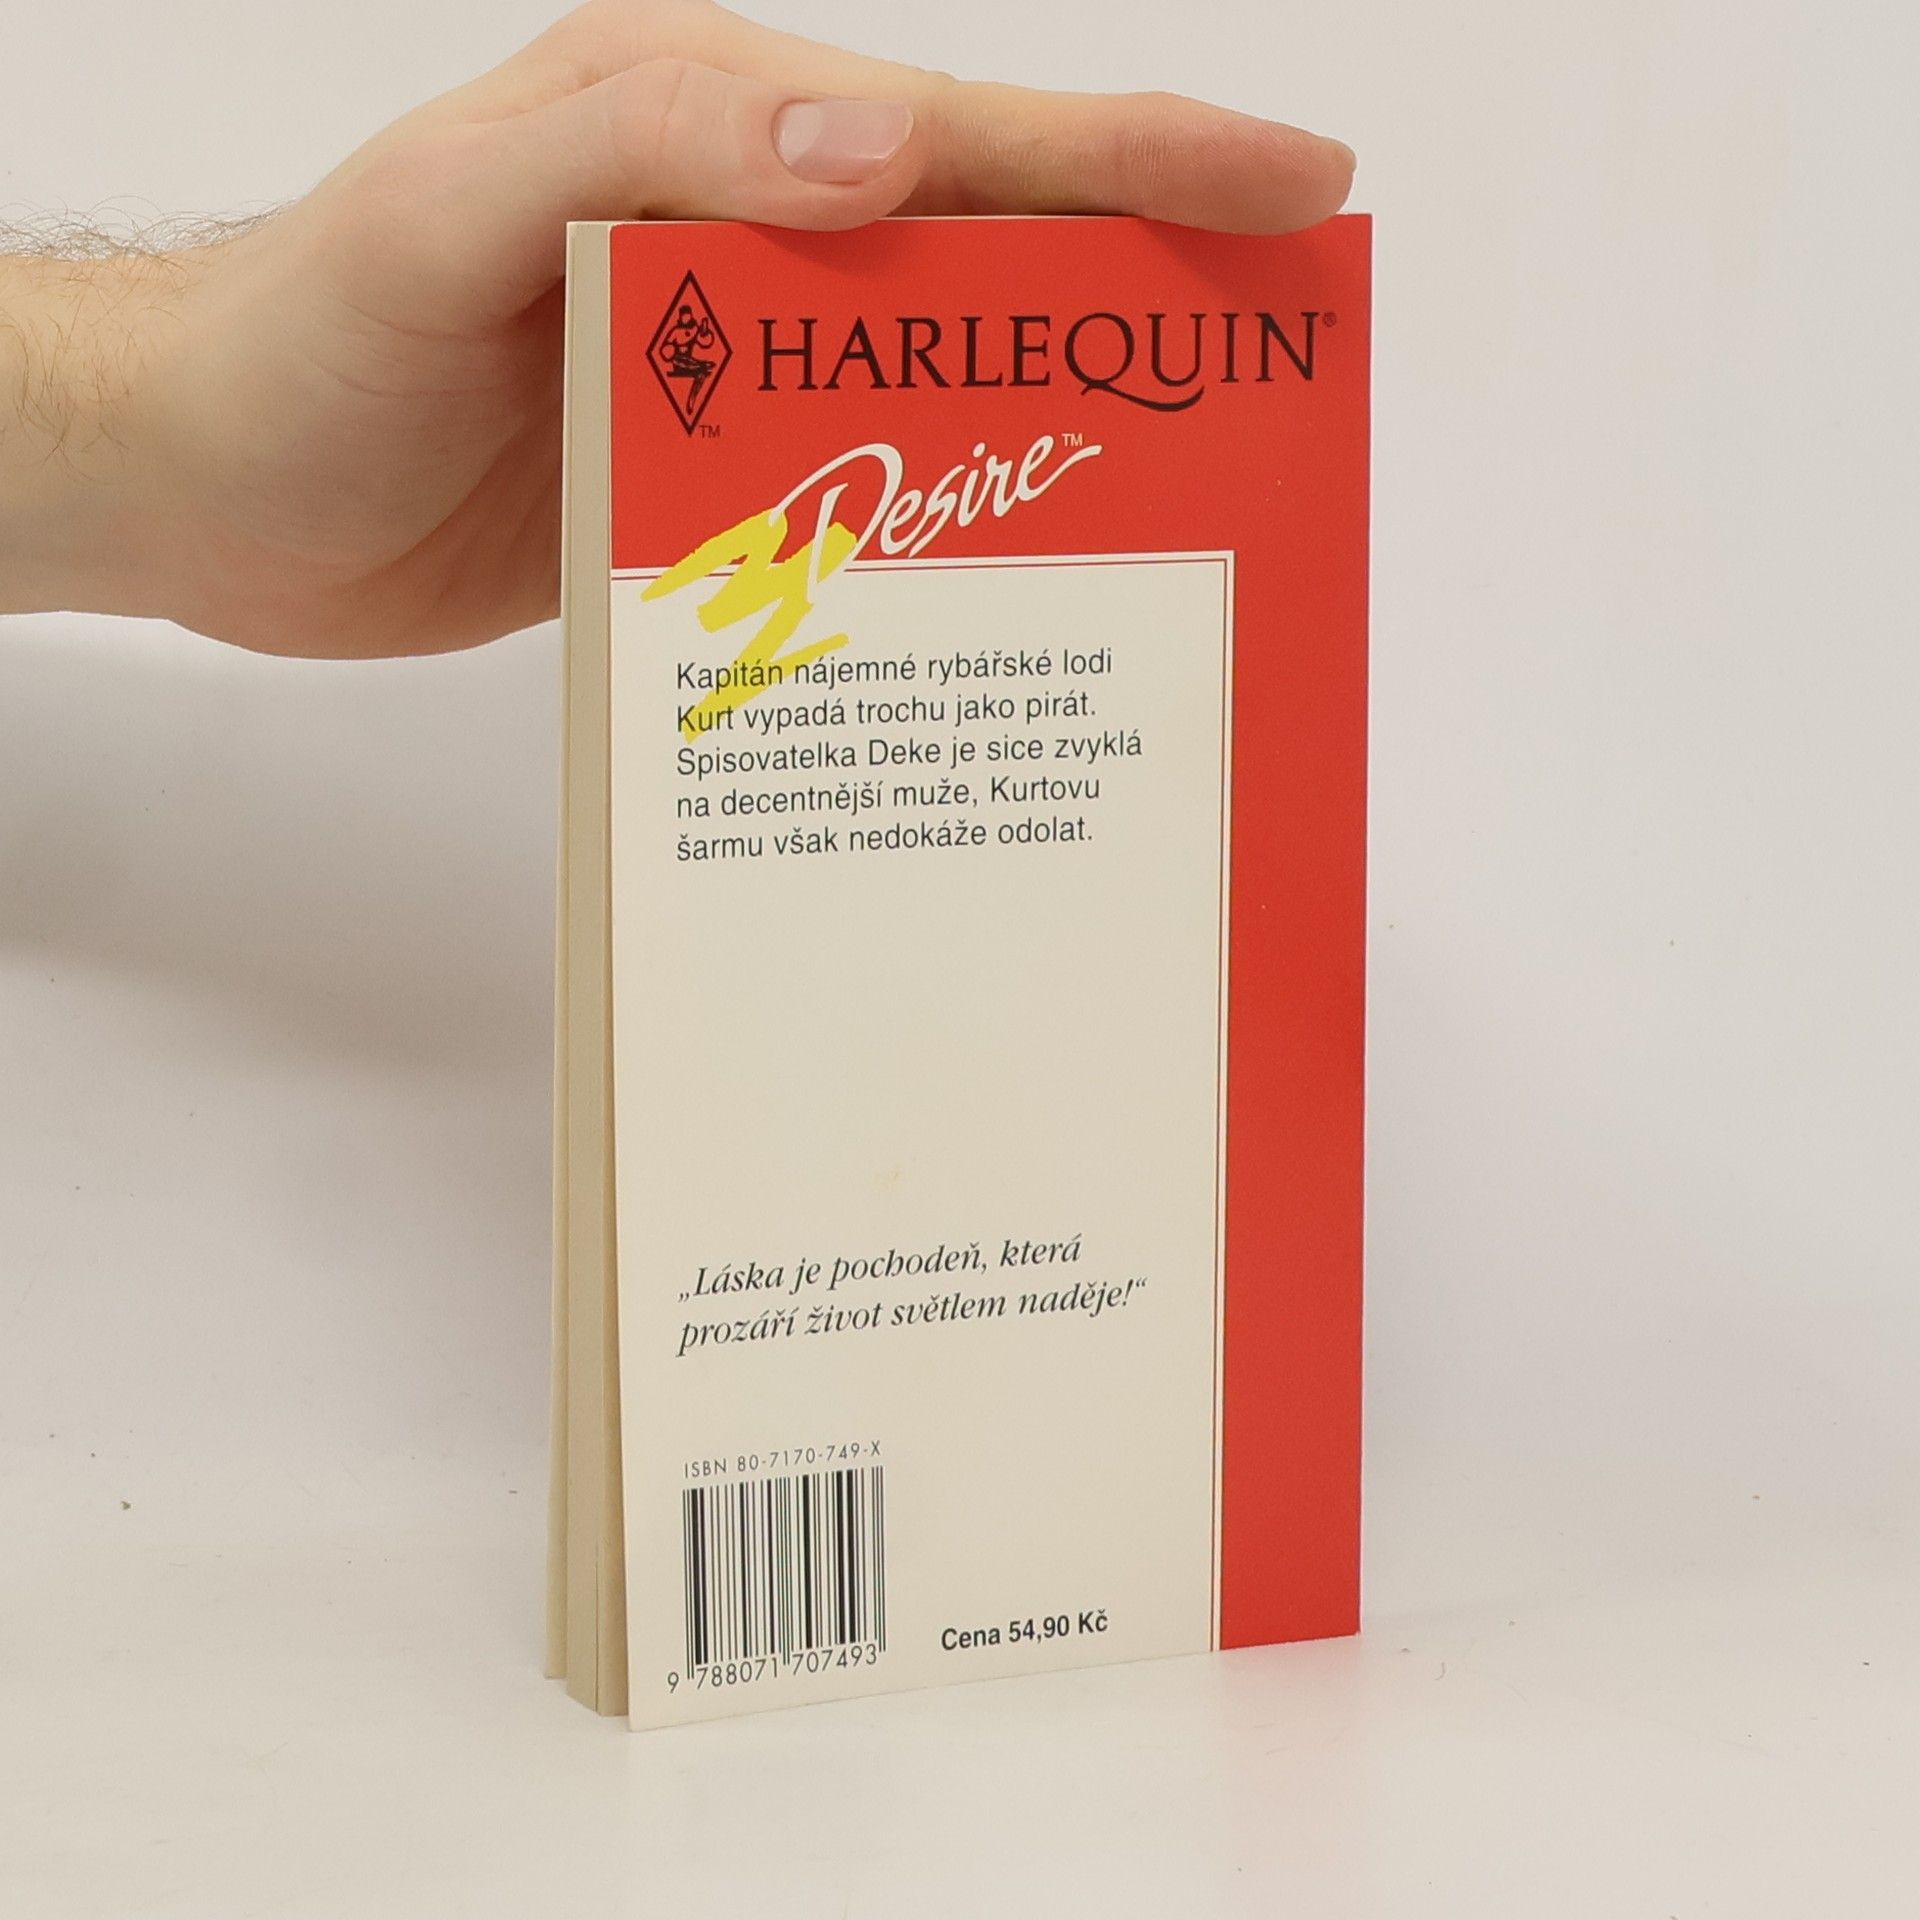 HARLEQUIN®
TM
Desire™
Kapitán nájemné rybářské lodi
Kurt vypadá trochu jako pirát.
Spisovatelka Deke je sice zvyklá
na decentnější muže, Kurtovu
šarmu však nedokáže odolat.
„Láska je pochodeň, která
prozáří život světlem naděje!“
ISBN 80-7170-749-X
9 788071 707493
Cena 54,90 Kč